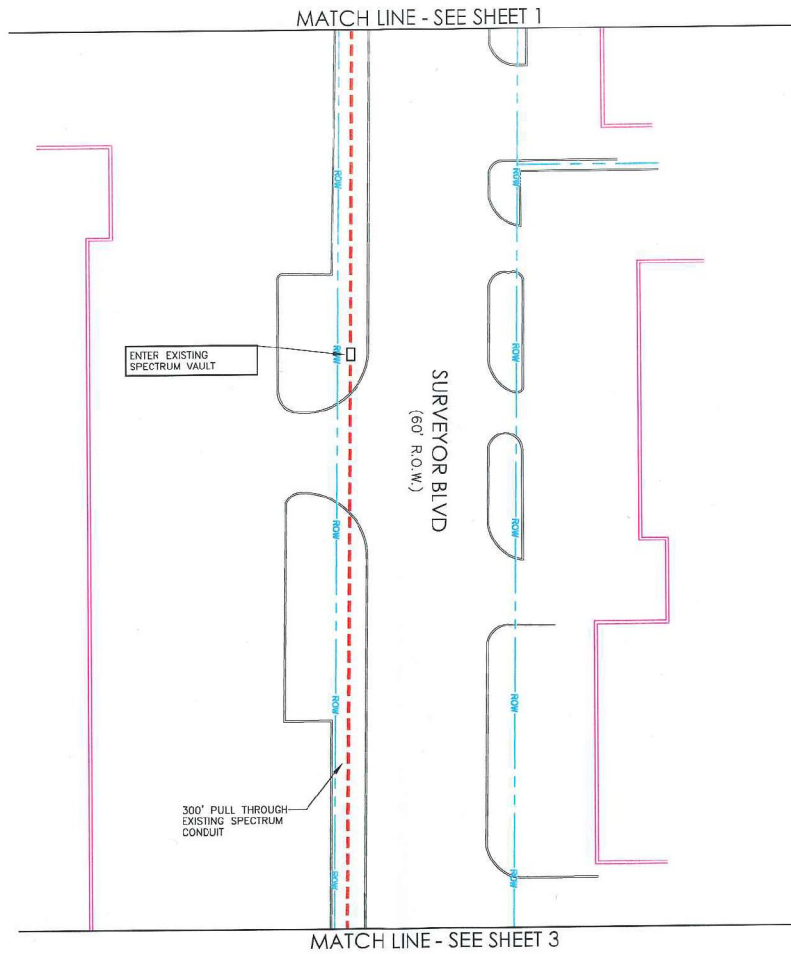 MATCH LINE - SEE SHEET 1
ROW
ROW
ROW
ROW
ENTER EXISTING
SPECTRUM VAULT
SURVEYOR BLVD
(60' R.O.W.)
ROW
ROW
ROW
ROW
ROW
300' PULL THROUGH
EXISTING SPECTRUM
CONDUIT
ROW
ROW
MATCH LINE - SEE SHEET 3